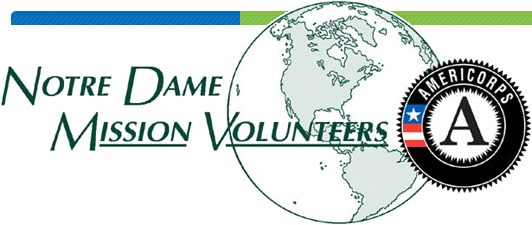 NOTRE DAME
MISSION VOLUNTEERS
AMERICORPS
A